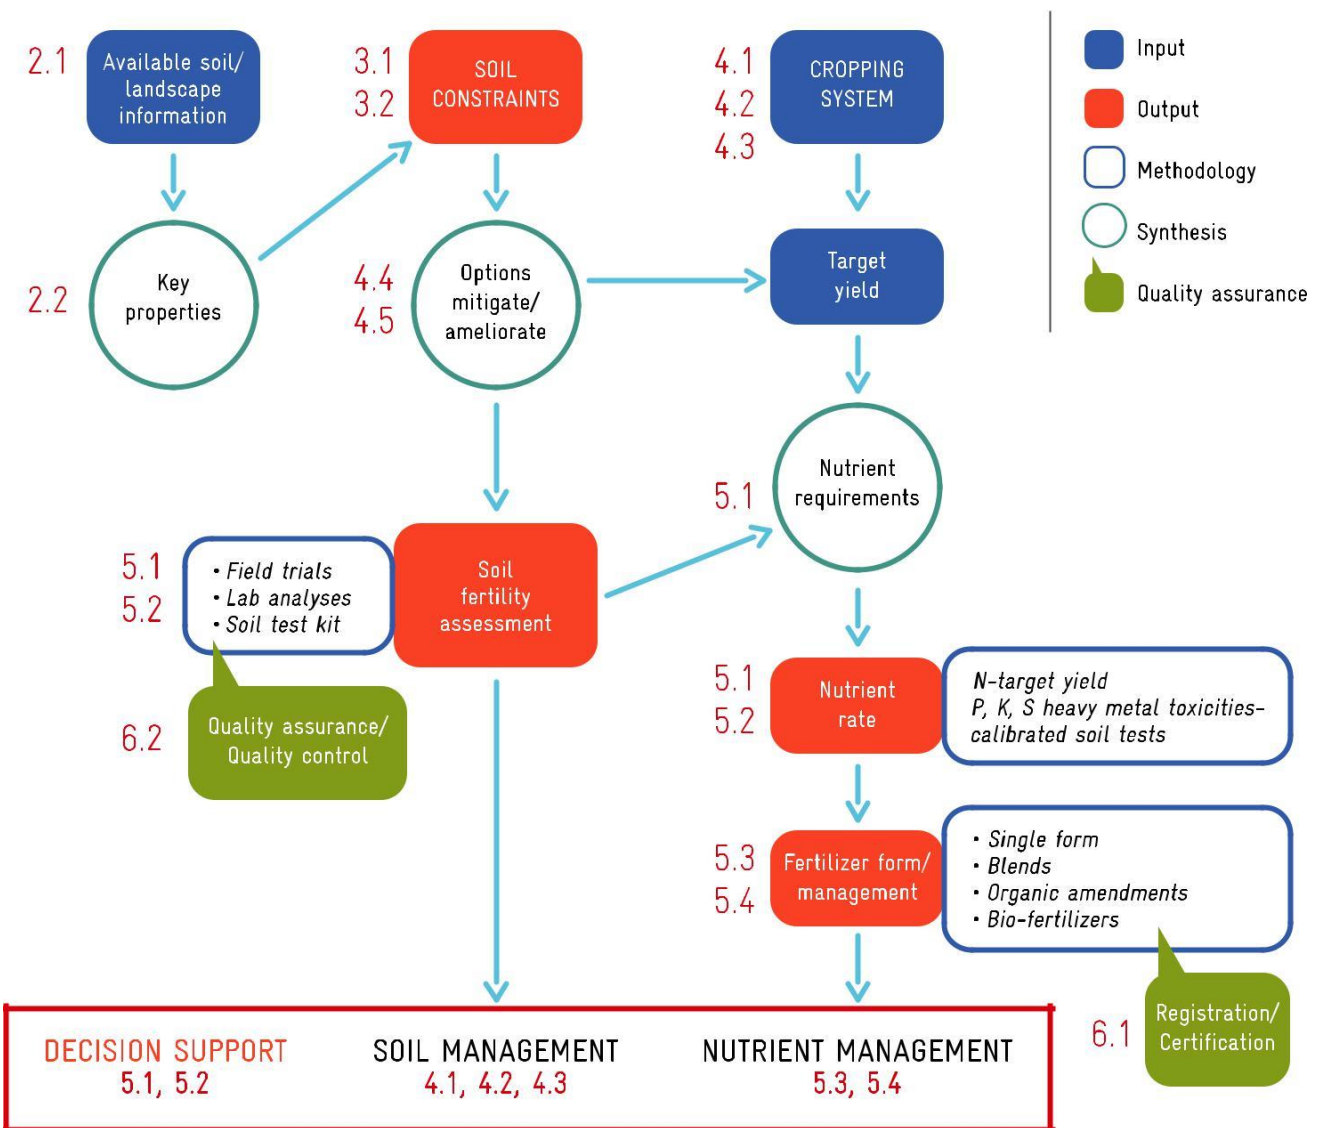 2.1
Available soil/
landscape
information
3.1
3.2
SOIL
CONSTRAINTS
4.1
4.2
4.3
CROPPING
SYSTEM
Input
Output
Methodology
Synthesis
Quality assurance
2.2
Key
properties
4.4
4.5
Options
mitigate/
ameliorate
Target
yield
5.1
Nutrient
requirements
5.1
5.2
• Field trials
• Lab analyses
• Soil test kit
Soil
fertility
assessment
6.2
Quality assurance/
Quality control
5.1
5.2
Nutrient
rate
N-target yield
P, K, S heavy metal toxicities-
calibrated soil tests
5.3
5.4
Fertilizer form/
management
• Single form
• Blends
• Organic amendments
• Bio-fertilizers
6.1
Registration/
Certification
DECISION SUPPORT
5.1, 5.2
SOIL MANAGEMENT
4.1, 4.2, 4.3
NUTRIENT MANAGEMENT
5.3, 5.4